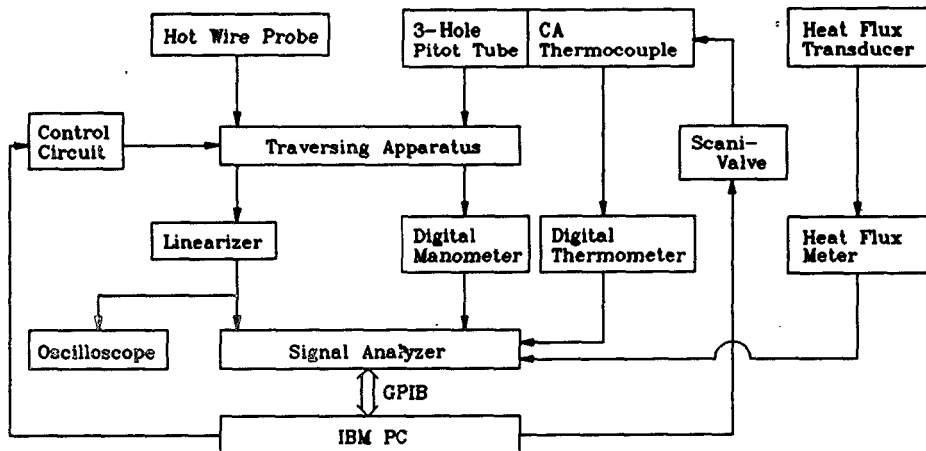 Hot Wire Probe
3-Hole
Pitot Tube
CA
Thermocouple
Heat Flux
Transducer
Control
Circuit
Traversing Apparatus
Scani-
Valve
Linearizer
Digital
Manometer
Digital
Thermometer
Heat Flux
Meter
Oscilloscope
Signal Analyzer
GPIB
IBM PC